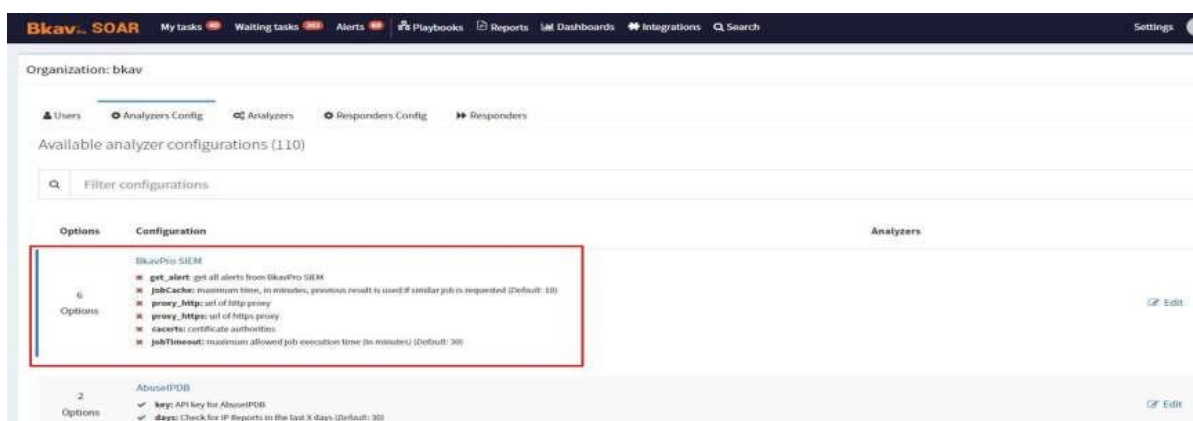 Bkav SOAR My tasks Waiting tasks Alerts Playbooks Reports Dashboards Integrations Search Settings
Organization: bkav
Users Analyzers Config Analyzers Responders Config Responders
Available analyzer configurations (110)
Filter configurations
Options Configuration Analyzers
BkavPro SIEM
get_alert: get all alerts from BkavPro SIEM
jobCache: maximum time, in minutes, previous result is used if similar job is requested (Default: 10)
proxy_http: url of http proxy
6 Options
proxy_https: url of https proxy
Edit
cacerts: certificate authorities
jobTimeout: maximum allowed job execution time (in minutes) (Default: 30)
AbuseIPDB
2 Options
key: API key for AbuseIPDB
Edit
days: Check for IP Reports in the last X days (Default: 30)